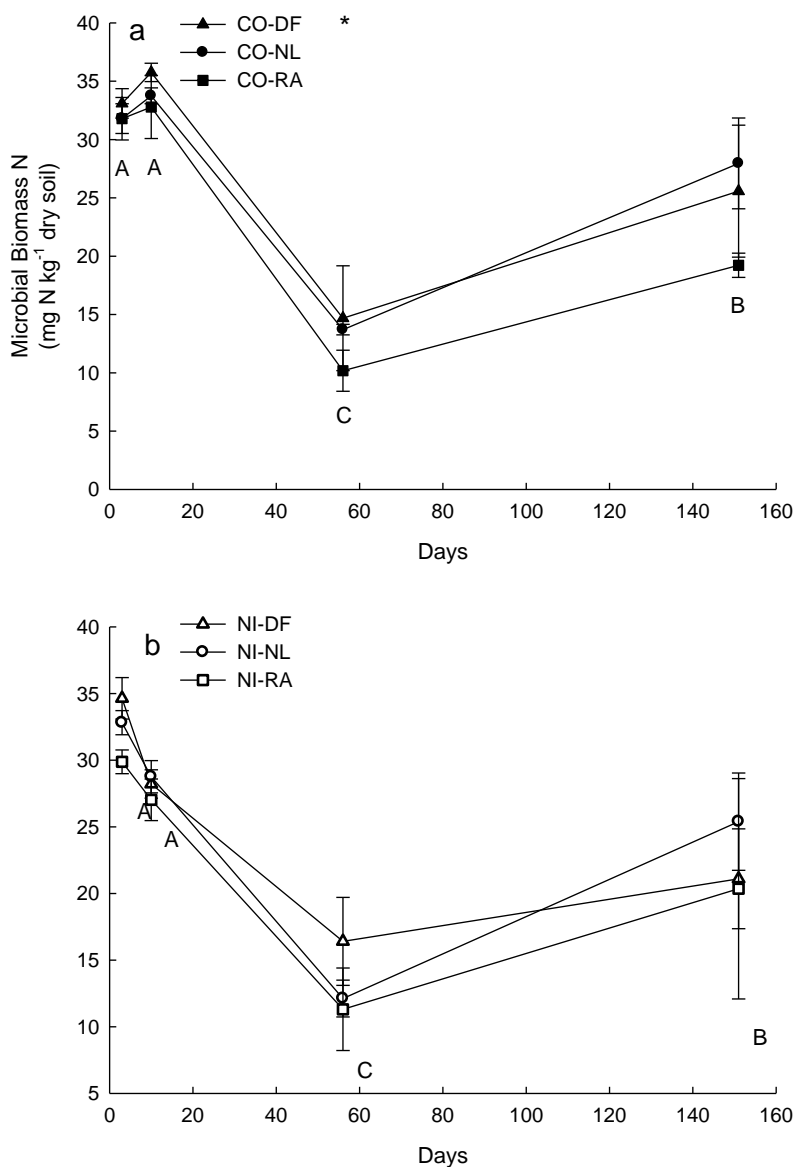 a
CO-DF
CO-NL
CO-RA
*
40
35
30
25
20
15
10
5
0
Microbial Biomass N
(mg N kg⁻¹ dry soil)
A A
B
C
0 20 40 60 80 100 120 140 160
Days
b
NI-DF
NI-NL
NI-RA
40
35
30
25
20
15
10
5
A
A
B
C
0 20 40 60 80 100 120 140 160
Days